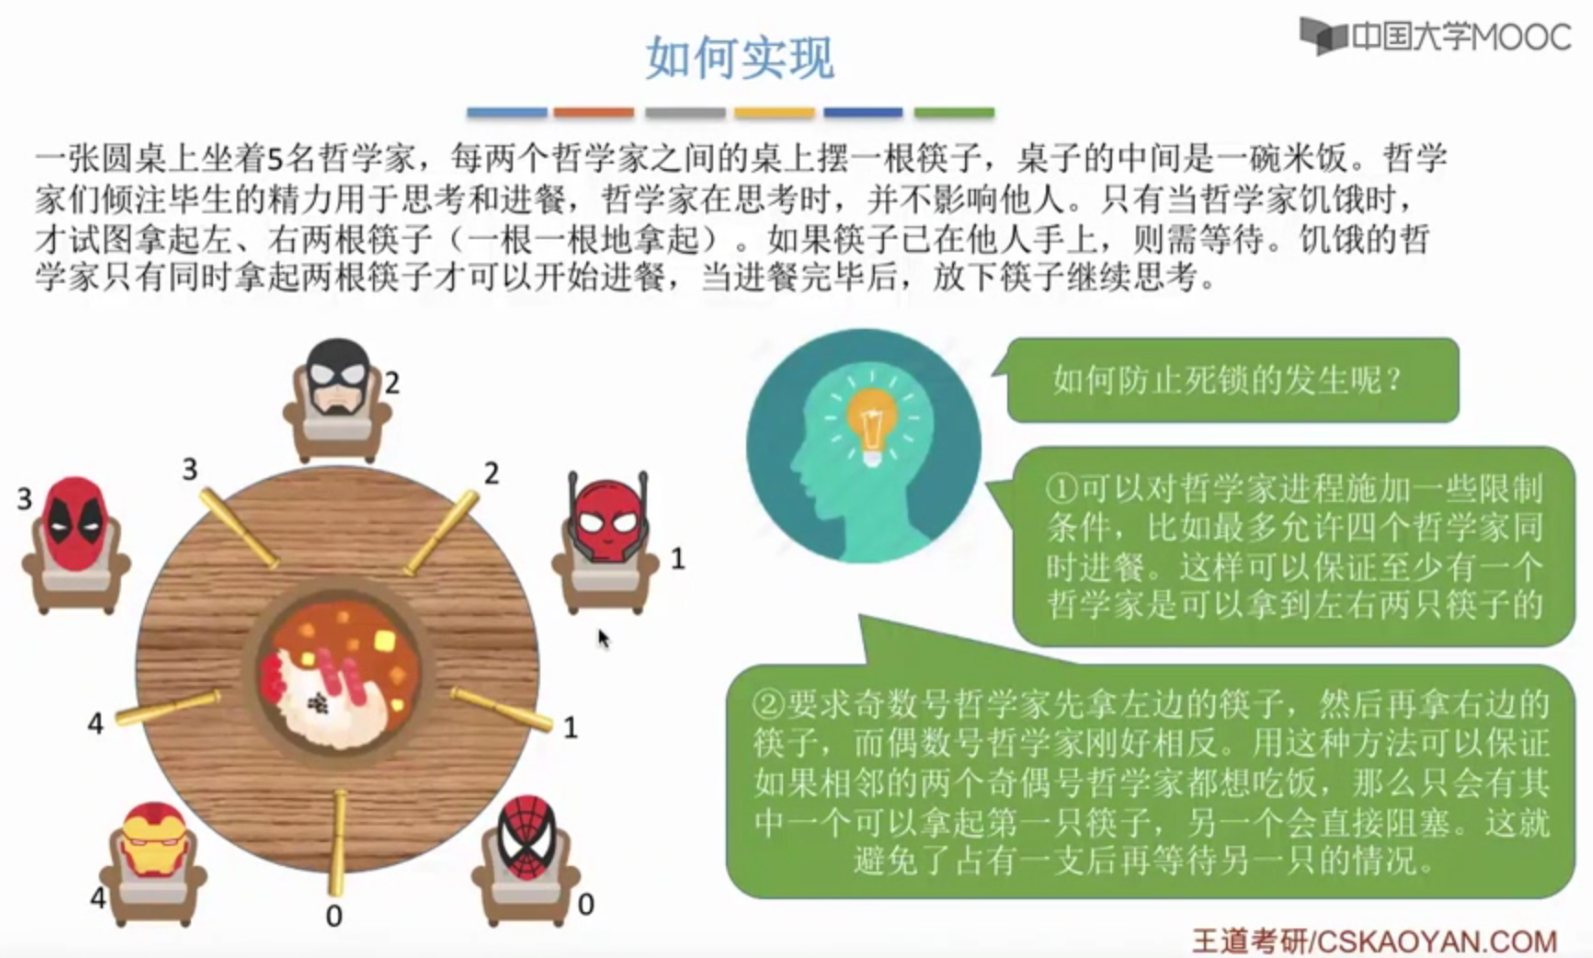 中国大学MOOC
如何实现
一张圆桌上坐着5名哲学家，每两个哲学家之间的桌上摆一根筷子，桌子的中间是一碗米饭。哲学
家们倾注毕生的精力用于思考和进餐，哲学家在思考时，并不影响他人。只有当哲学家饥饿时，
才试图拿起左、右两根筷子（一根一根地拿起）。如果筷子已在他人手上，则需等待。饥饿的哲
学家只有同时拿起两根筷子才可以开始进餐，当进餐完毕后，放下筷子继续思考。
2
3
2
3
1
4
1
4
0
0
如何防止死锁的发生呢？
①可以对哲学家进程施加一些限制
条件，比如最多允许四个哲学家同
时进餐。这样可以保证至少有一个
哲学家是可以拿到左右两只筷子的
②要求奇数号哲学家先拿左边的筷子，然后再拿右边的
筷子，而偶数号哲学家刚好相反。用这种方法可以保证
如果相邻的两个奇偶号哲学家都想吃饭，那么只会有其
中一个可以拿起第一只筷子，另一个会直接阻塞。这就
避免了占有一支后再等待另一只的情况。
王道考研/CSKAOYAN.COM